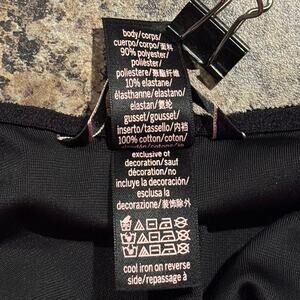 body/corps/
cuerpo/corpo/面料
90% polyester/
poliéster/
poliestere/聚酯纤维
10% elastane/
élasthanne/elastano/
elastan/氨纶
gusset/gousset/
inserto/tassello/内裆
100% cotton/coton/
exclusive of
decoration/sauf
décoration/no
incluye la decoración/
esclusa la
decorazione/装饰除外
cool iron on reverse
side/repassage à